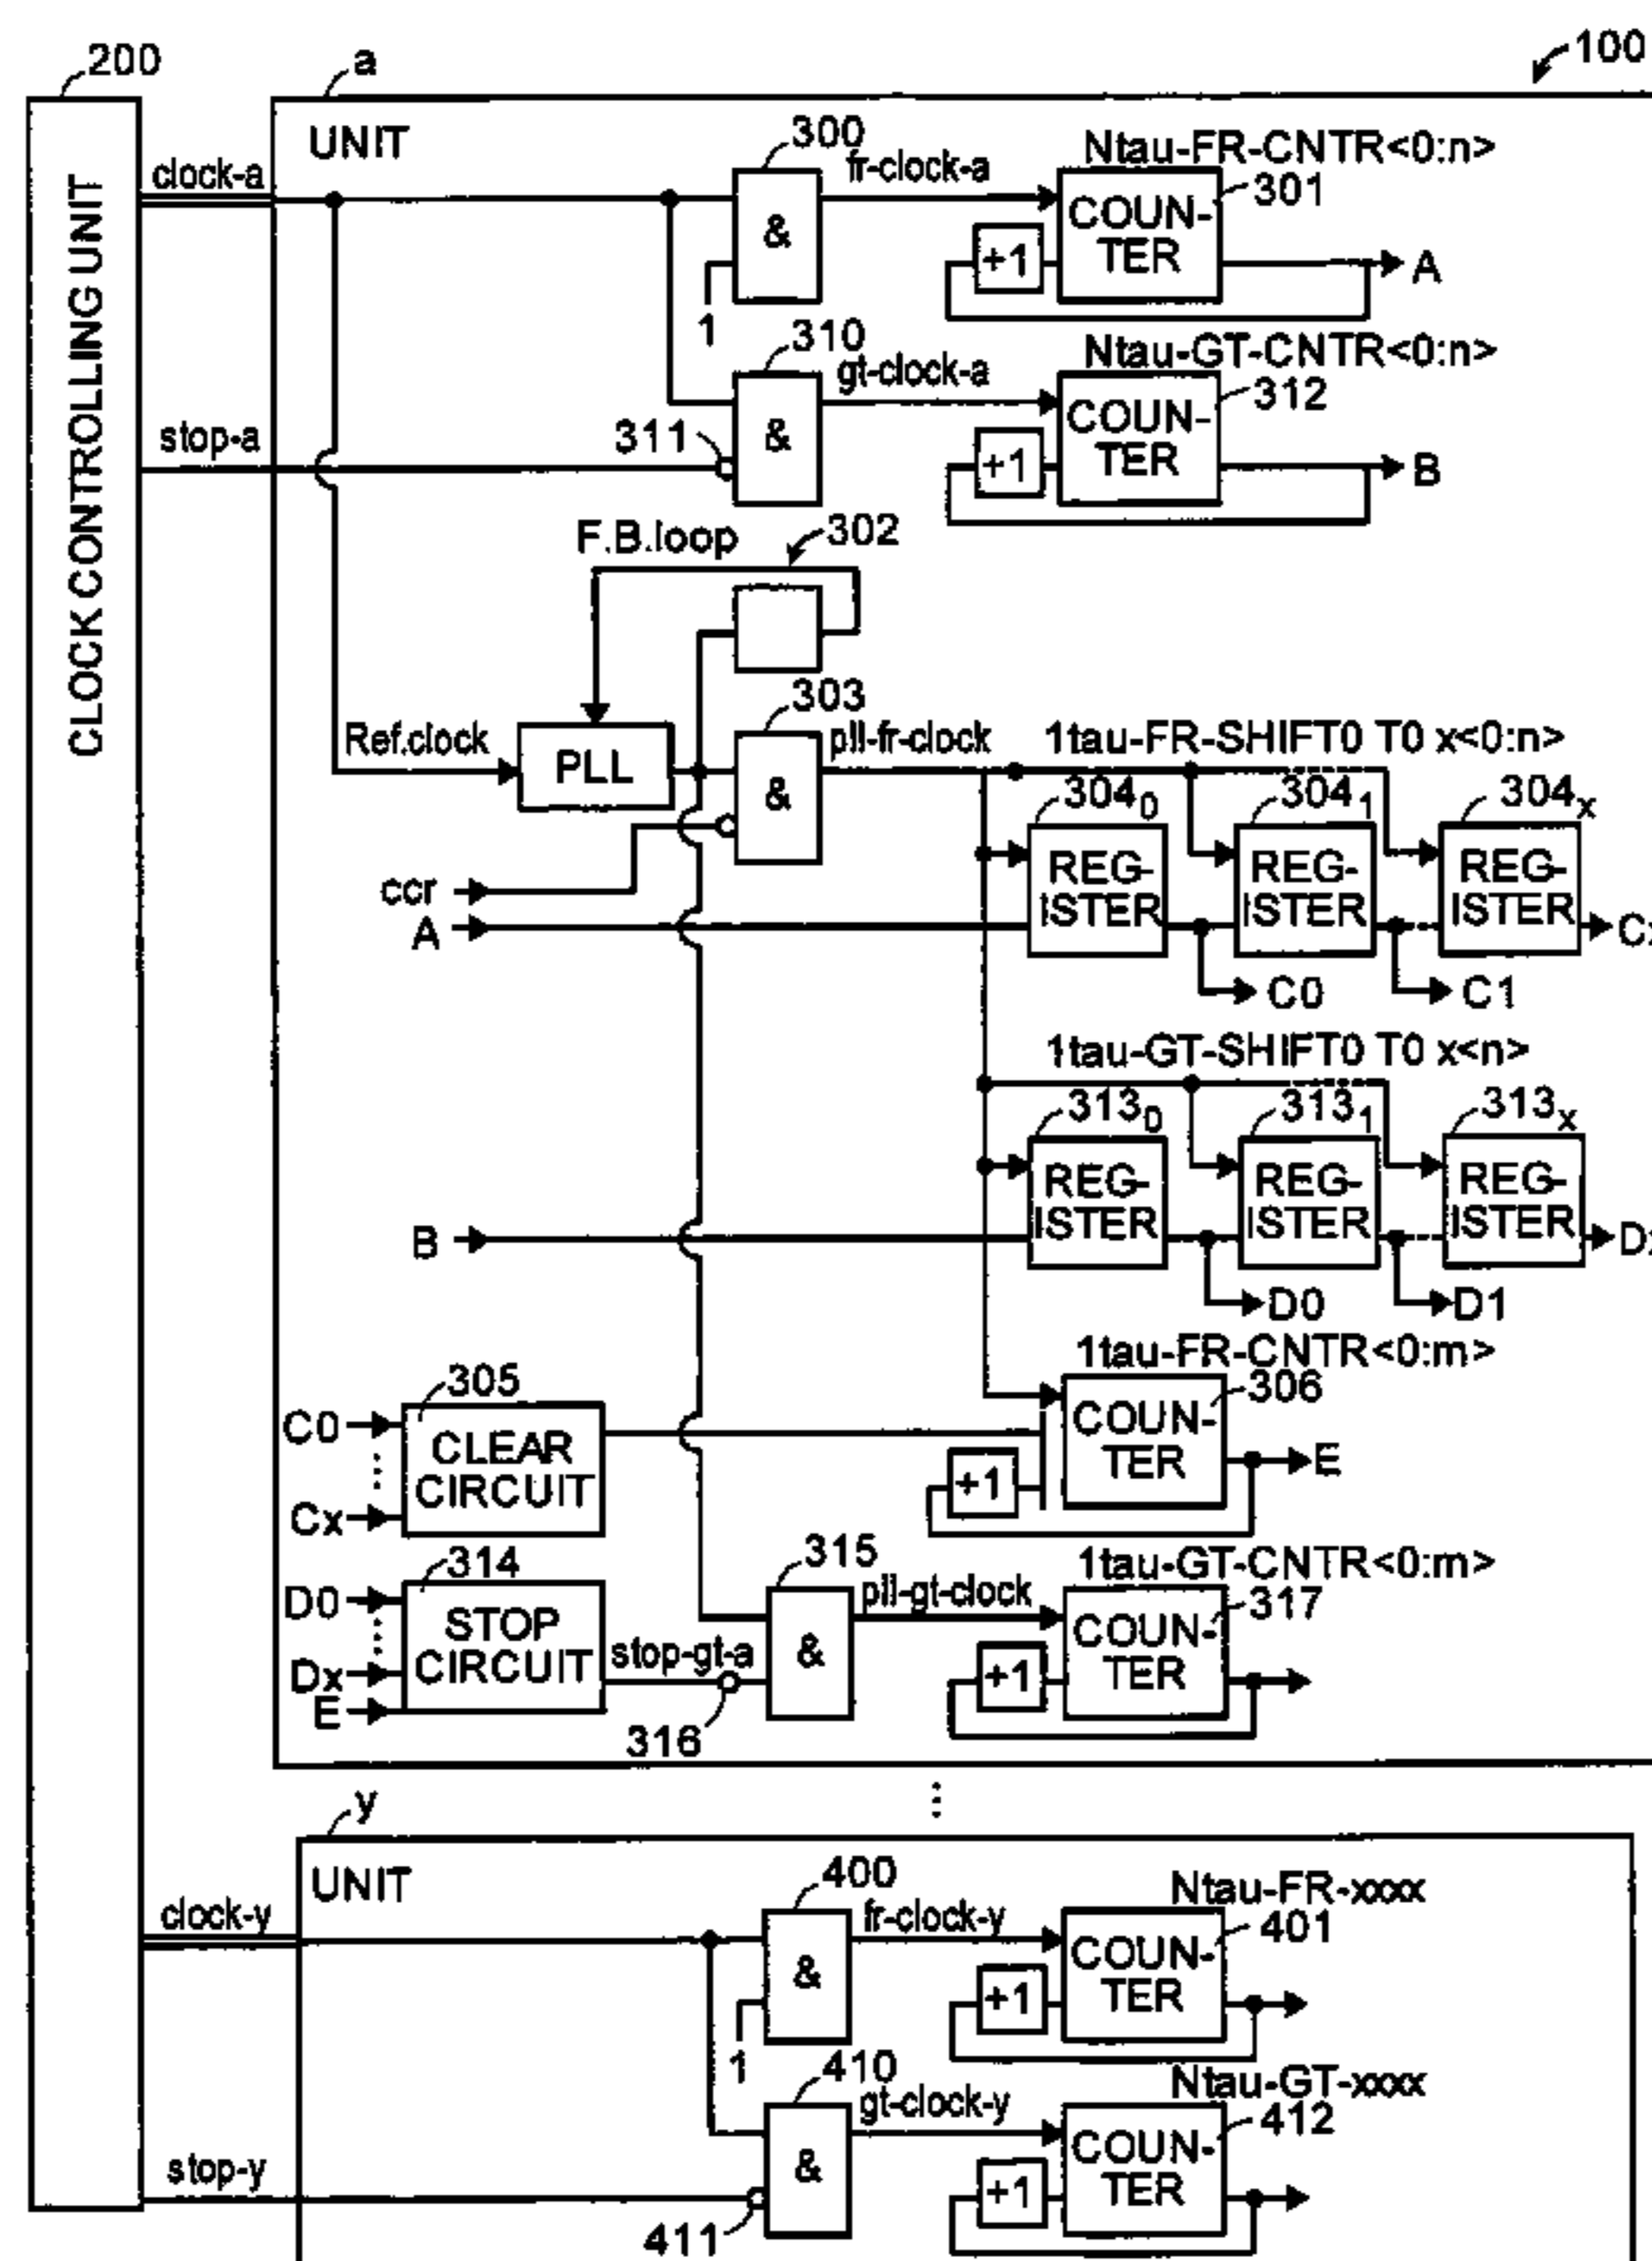 200
a
100
CLOCK CONTROLLING UNIT
UNIT
clock-a
300
&
1
fr-clock-a
Ntau-FR-CNTR<0:n>
301
COUN-
TER
+1
A
310
&
gt-clock-a
Ntau-GT-CNTR<0:n>
312
COUN-
TER
+1
B
stop-a
311
F.B.loop
302
303
Ref.clock
PLL
&
pll-fr-clock
1tau-FR-SHIFT0 T0 x<0:n>
304 0
304 1
304 x
REG-
ISTER
REG-
ISTER
REG-
ISTER
ccr
A
C0
C1
1tau-GT-SHIFT0 T0 x<n>
313 0
313 1
313 x
REG-
ISTER
REG-
ISTER
REG-
ISTER
B
D0
D1
1tau-FR-CNTR<0:m>
305
306
C0
Cx
CLEAR
CIRCUIT
COUN-
TER
+1
E
314
315
1tau-GT-CNTR<0:m>
D0
Dx
E
STOP
CIRCUIT
stop-gt-a
316
&
pll-gt-clock
317
COUN-
TER
+1
y
UNIT
clock-y
400
&
1
fr-clock-y
Ntau-FR-xxxx
401
COUN-
TER
+1
410
&
gt-clock-y
Ntau-GT-xxxx
412
COUN-
TER
+1
stop-y
411